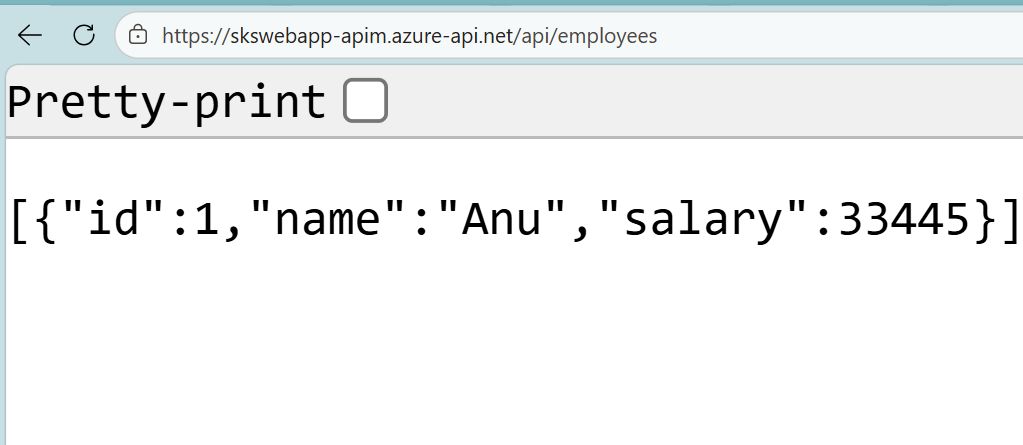 https://skswebapp-apim.azure-api.net/api/employees
Pretty-print
[{"id":1,"name":"Anu","salary":33445}]